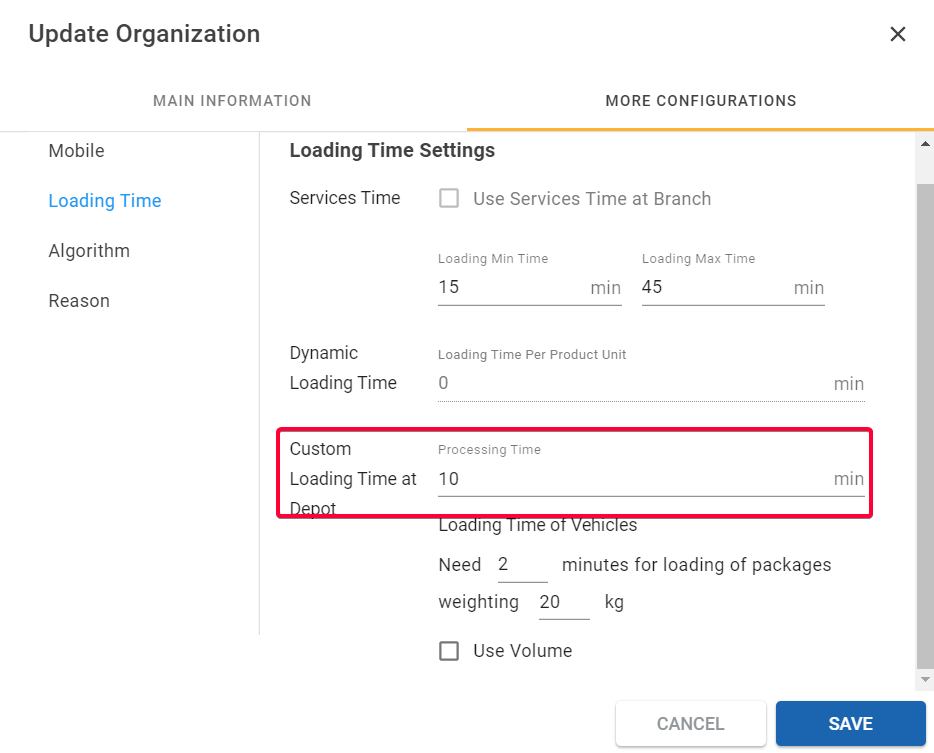 Update Organization
MAIN INFORMATION
MORE CONFIGURATIONS
Mobile
Loading Time
Algorithm
Reason
Loading Time Settings
Services Time
Use Services Time at Branch
Loading Min Time
15 min
Loading Max Time
45 min
Dynamic
Loading Time
Loading Time Per Product Unit
0 min
Custom
Loading Time at
Depot
Processing Time
10 min
Loading Time of Vehicles
Need 2 minutes for loading of packages
weighting 20 kg
Use Volume
CANCEL
SAVE